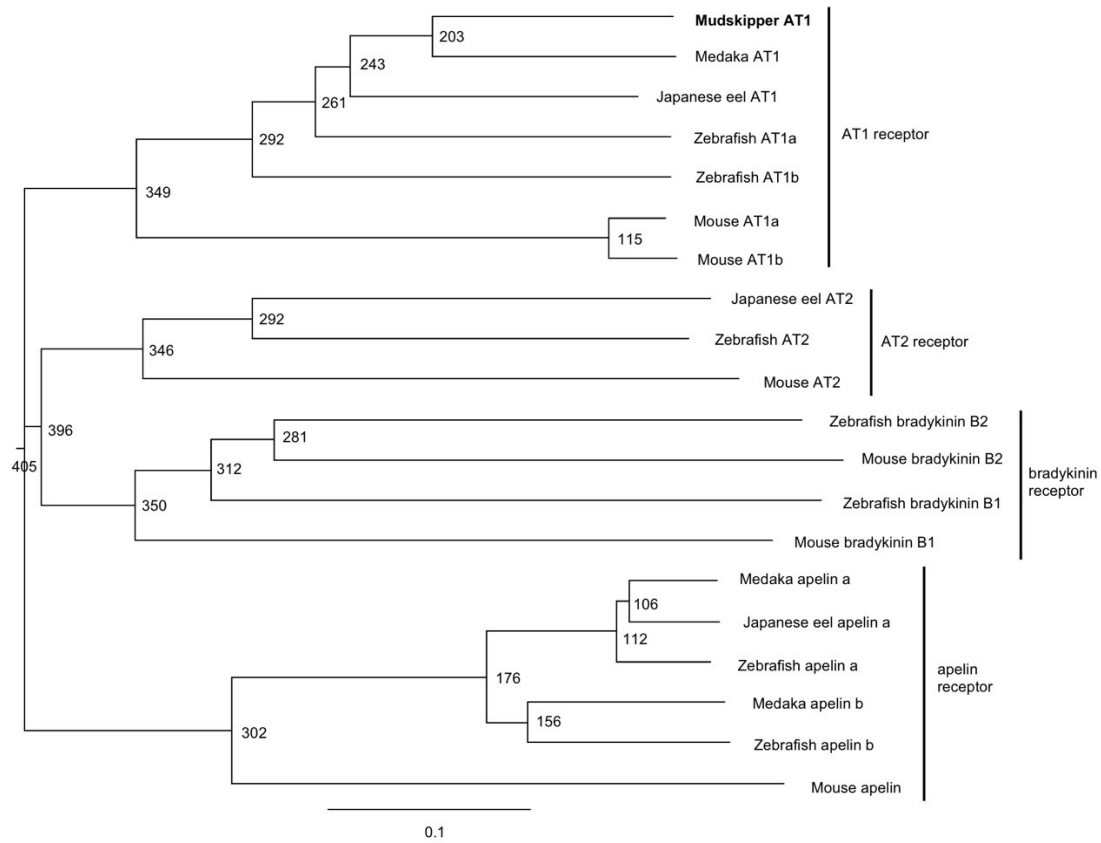 Mudskipper AT1
203
Medaka AT1
243
Japanese eel AT1
261
Zebrafish AT1a
AT1 receptor
292
Zebrafish AT1b
349
Mouse AT1a
115
Mouse AT1b
Japanese eel AT2
292
Zebrafish AT2
AT2 receptor
346
Mouse AT2
Zebrafish bradykinin B2
396
281
Mouse bradykinin B2
405
312
bradykinin
receptor
Zebrafish bradykinin B1
350
Mouse bradykinin B1
Medaka apelin a
106
Japanese eel apelin a
112
Zebrafish apelin a
apelin
receptor
176
Medaka apelin b
156
302
Zebrafish apelin b
Mouse apelin
0.1